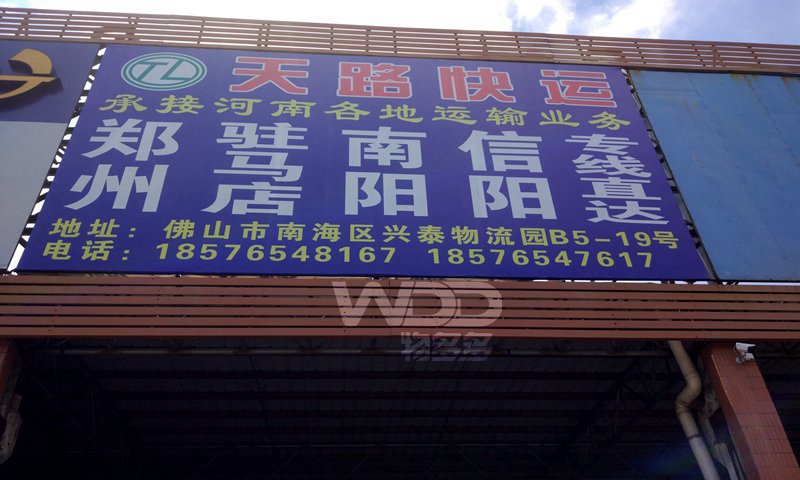 TL 天路快运
承接河南各地运输业务
郑州 驻马店 南阳 信阳 专线直达
地址：佛山市南海区兴泰物流园B5-19号
电话：18576548167 18576547617
WDD
物多多